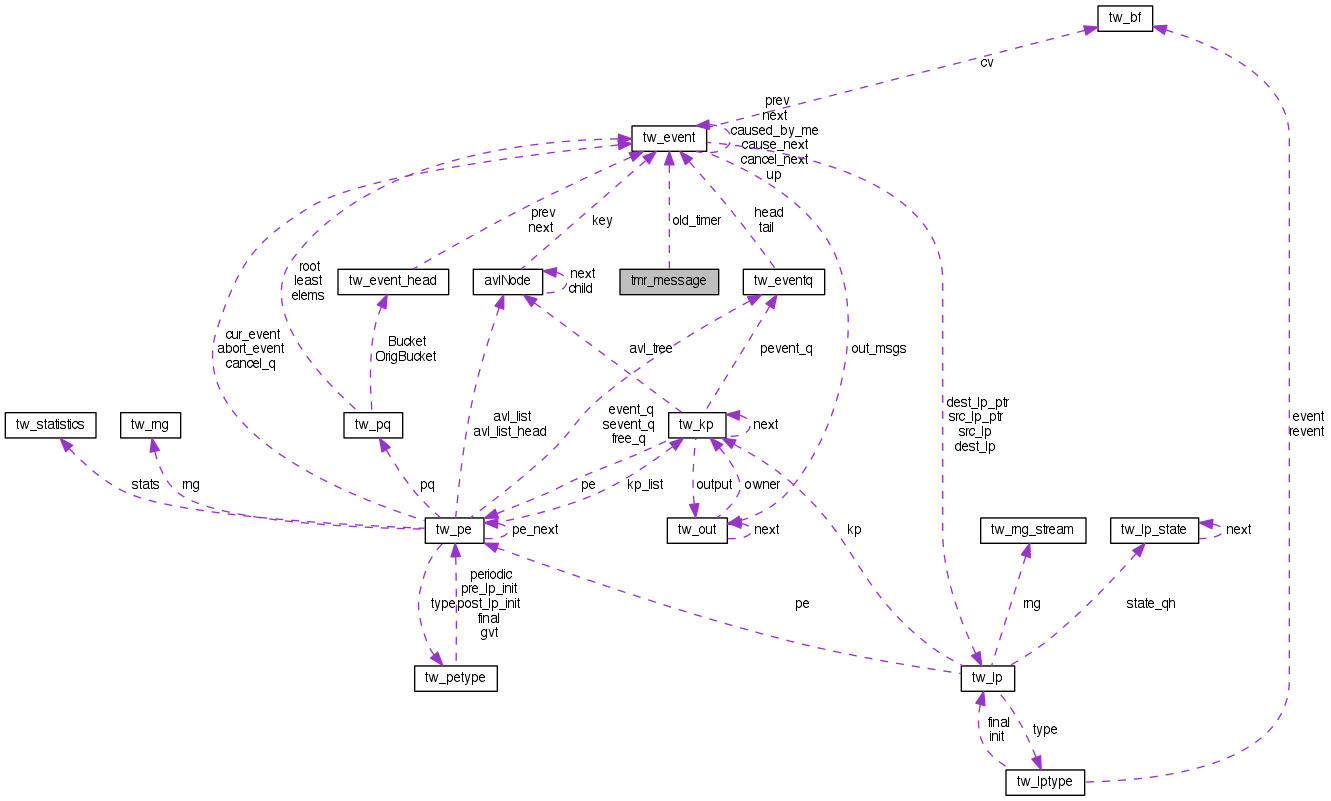 tw_bf
cv
prev
next
caused_by_me
cause_next
cancel_next
up
tw_event
prev
next
key
old_timer
head
tail
root
least
elems
tw_event_head
avlNode
next
child
tmr_message
tw_eventq
cur_event
abort_event
cancel_q
Bucket
OrigBucket
avl_tree
pevent_q
out_msgs
dest_lp_ptr
src_lp_ptr
src_lp
dest_lp
event
revent
tw_statistics
tw_rng
tw_pq
avl_list
avl_list_head
event_q
sevent_q
free_q
tw_kp
next
stats
rng
pq
pe
kp_list
output
owner
tw_pe
pe_next
tw_out
next
kp
tw_rng_stream
tw_lp_state
next
type
periodic
pre_lp_init
post_lp_init
final
gvt
pe
rng
state_qh
tw_petype
tw_lp
final
init
type
tw_lptype